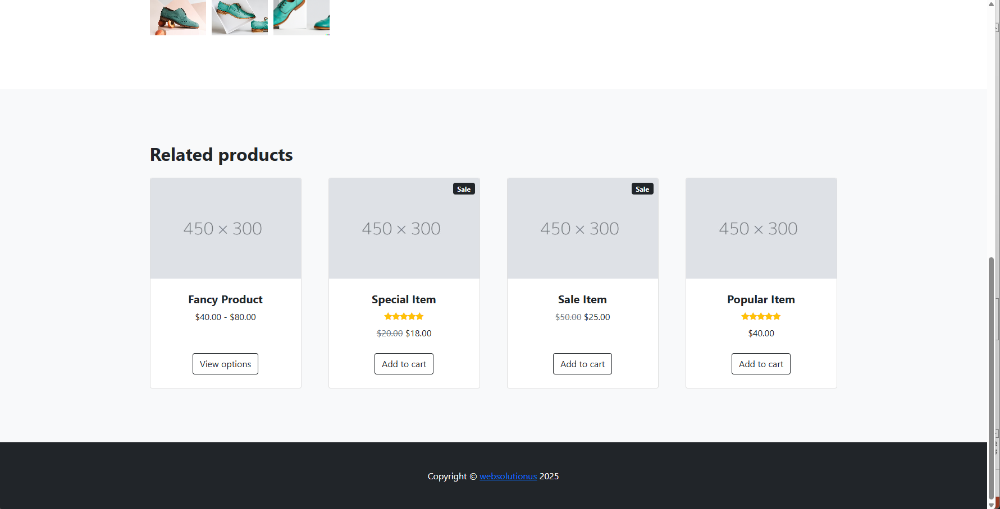 Related products
450 × 300
Sale
450 × 300
Sale
450 × 300
450 × 300
Fancy Product
$40.00 - $80.00
View options
Special Item
$20.00 $18.00
Add to cart
Sale Item
$50.00 $25.00
Add to cart
Popular Item
$40.00
Add to cart
Copyright © websolutionus 2025